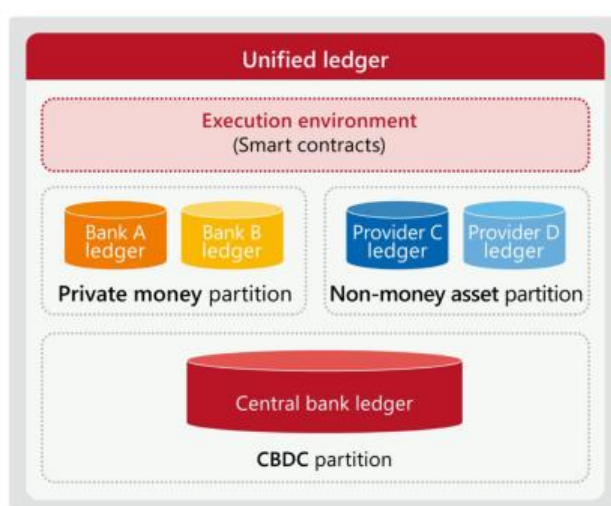 Unified ledger
Execution environment
(Smart contracts)
Bank A
ledger
Bank B
ledger
Private money partition
Provider C
ledger
Provider D
ledger
Non-money asset partition
Central bank ledger
CBDC partition